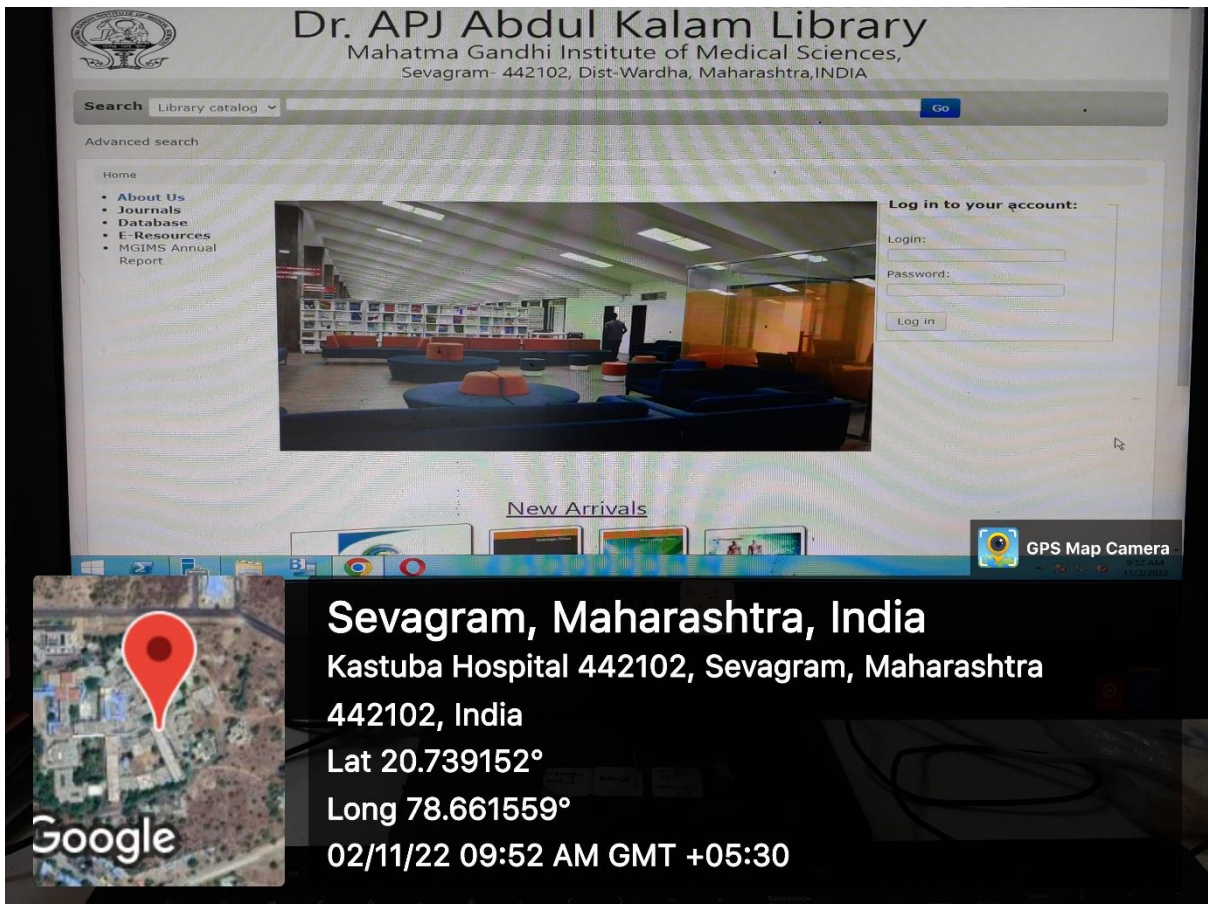 Dr. APJ Abdul Kalam Library
Mahatma Gandhi Institute of Medical Sciences,
Sevagram- 442102, Dist-Wardha, Maharashtra,INDIA
Search Library catalog Go
Advanced search
Home
About Us
Journals
Database
E-Resources
MGIMS Annual
Report
Log in to your account:
Login:
Password:
Log in
New Arrivals
GPS Map Camera
11/2/2022
Sevagram, Maharashtra, India
Kastuba Hospital 442102, Sevagram, Maharashtra
442102, India
Lat 20.739152°
Long 78.661559°
02/11/22 09:52 AM GMT +05:30
Google